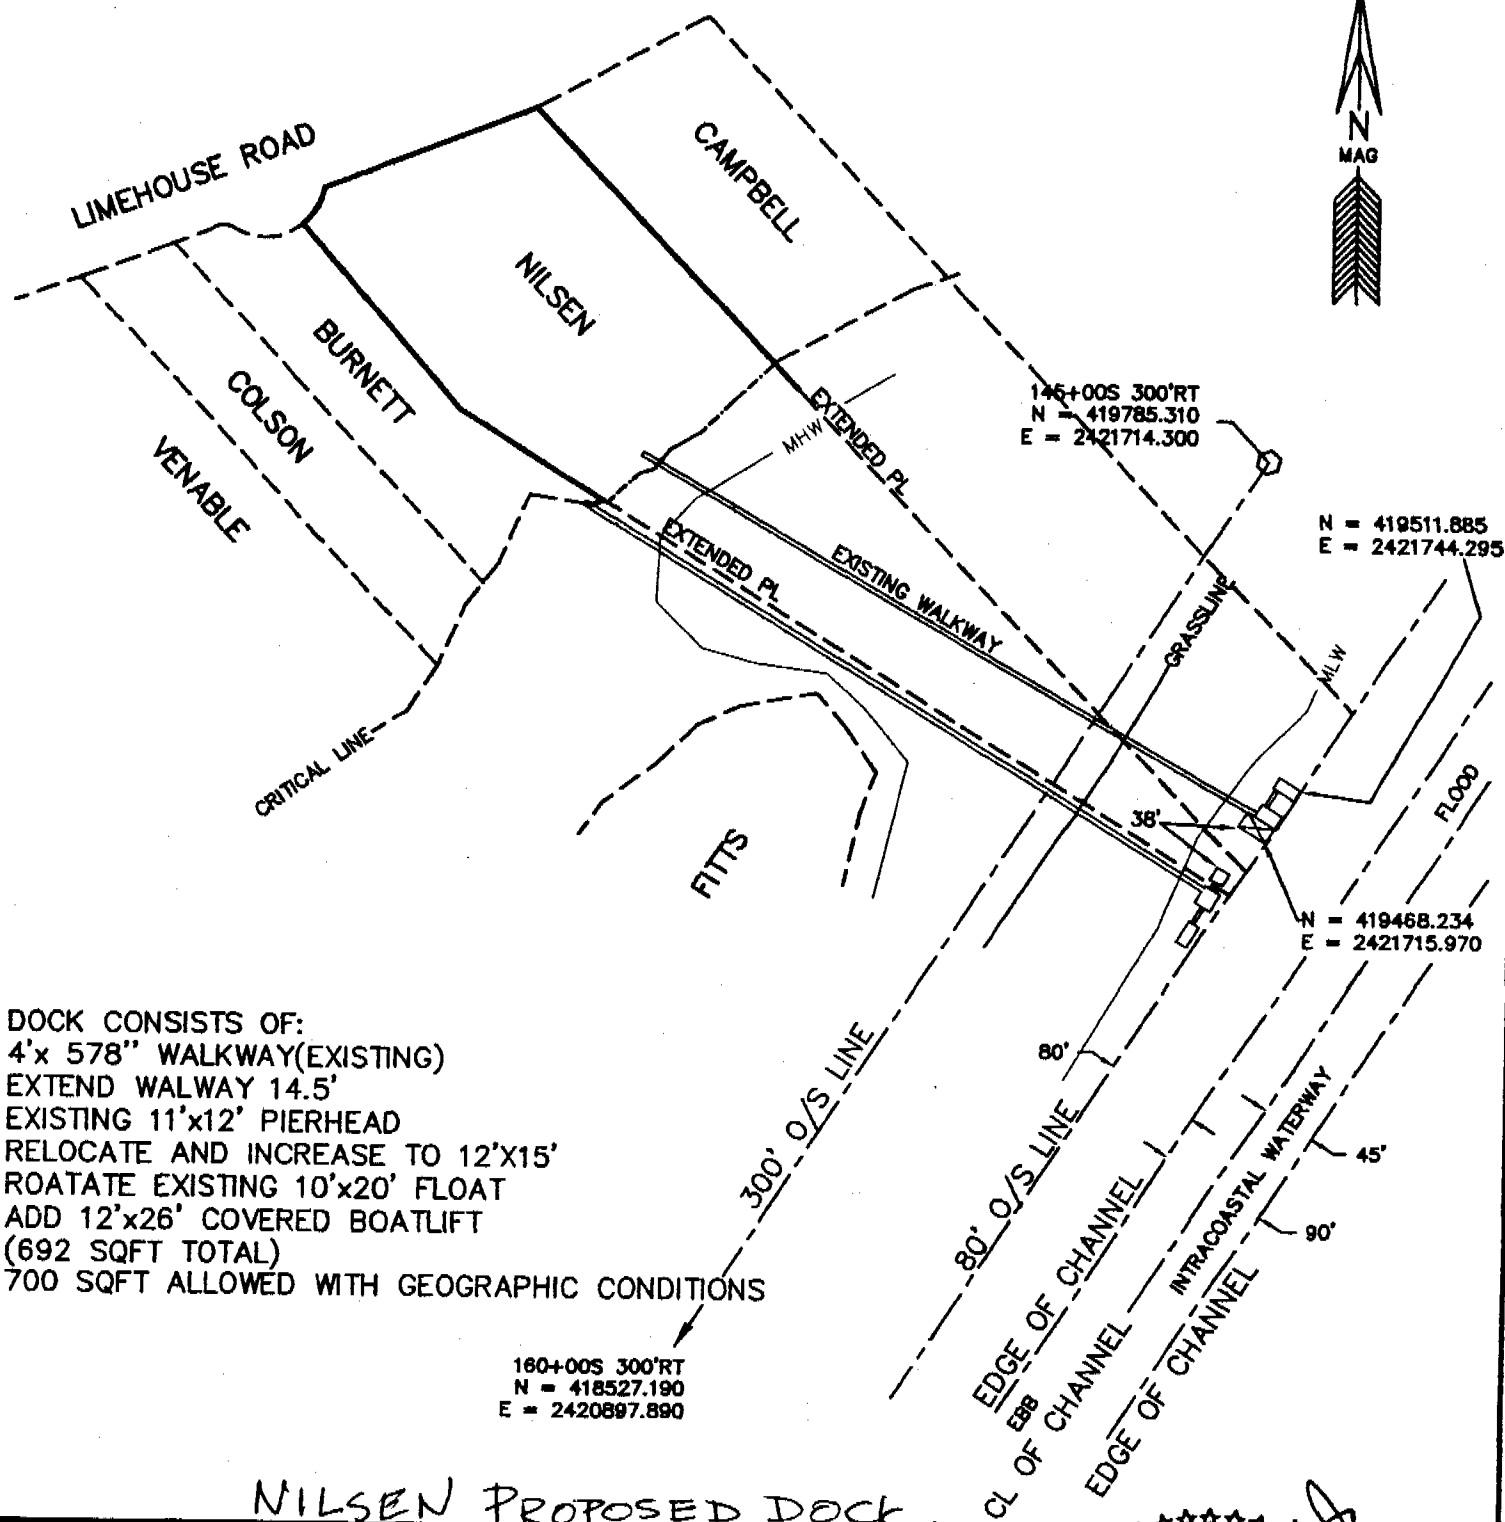 N
MAG
LIMEHOUSE ROAD
CAMPBELL
NILSEN
BURNETT
COLSON
VENABLE
EXTENDED PL
MHW
145+00S 300'RT
N = 419785.310
E = 2421714.300
N = 419511.885
E = 2421744.295
EXTENDED PL
EXISTING WALKWAY
GRASSLINE
MLW
CRITICAL LINE
FITTS
38'
FLOOD
N = 419468.234
E = 2421715.970
DOCK CONSISTS OF:
4'x 578'' WALKWAY(EXISTING)
EXTEND WALWAY 14.5'
EXISTING 11'x12' PIERHEAD
RELOCATE AND INCREASE TO 12'X15'
ROATATE EXISTING 10'x20' FLOAT
ADD 12'x26' COVERED BOATLIFT
(692 SQFT TOTAL)
700 SQFT ALLOWED WITH GEOGRAPHIC CONDITIONS
300' O/S LINE
80'
80' O/S LINE
EDGE OF CHANNEL
EBB
CL OF CHANNEL
INTRACOASTAL WATERWAY
EDGE OF CHANNEL
45'
90'
160+00S 300'RT
N = 418527.190
E = 2420897.890
NILSEN PROPOSED DOCK